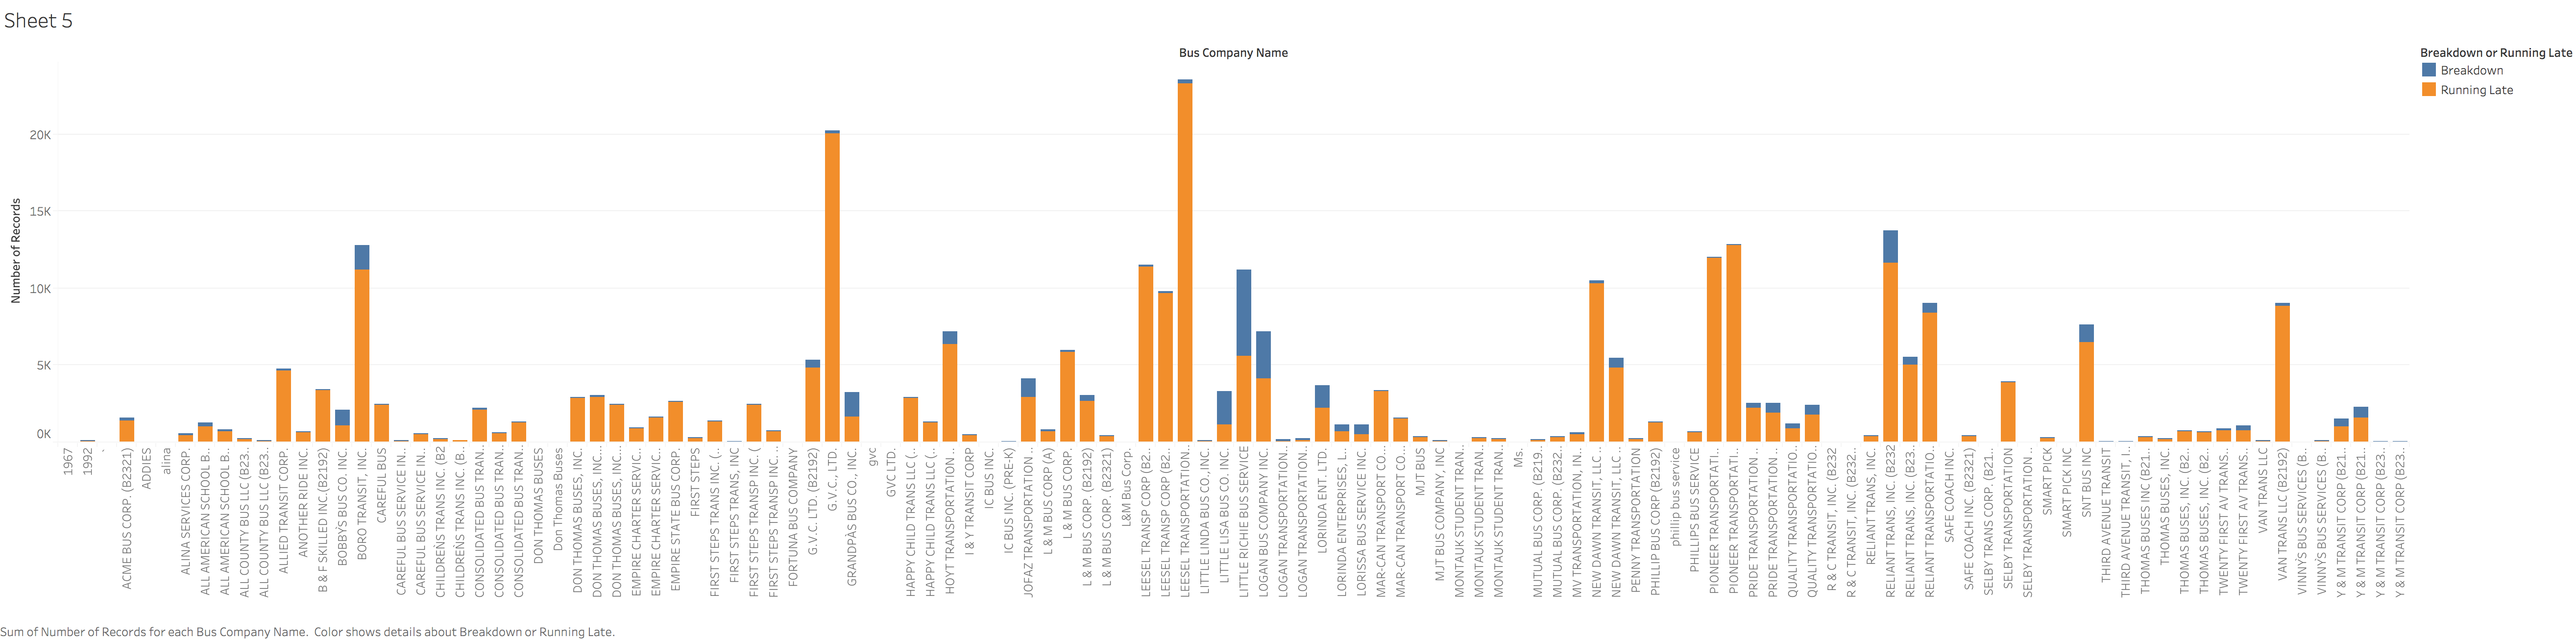 Sheet 5
Bus Company Name
Breakdown or Running Late
Breakdown
Running Late
Number of Records
20K
15K
10K
5K
0K
1967
1992
.
ACME BUS CORP. (B2321)
ADDIES
alina
ALINA SERVICES CORP.
ALL AMERICAN SCHOOL B..
ALL AMERICAN SCHOOL B..
ALL COUNTY BUS LLC (B23..
ALL COUNTY BUS LLC (B23..
ALLIED TRANSIT CORP.
ANOTHER RIDE INC.
B & F SKILLED INC.(B2192)
BOBBY'S BUS CO. INC.
BORO TRANSIT, INC.
CAREFUL BUS
CAREFUL BUS SERVICE IN..
CAREFUL BUS SERVICE IN..
CHILDRENS TRANS INC. (B2
CHILDREN`S TRANS INC. (B..
CONSOLIDATED BUS TRAN..
CONSOLIDATED BUS TRAN..
CONSOLIDATED BUS TRAN..
DON THOMAS BUSES
Don Thomas Buses
DON THOMAS BUSES, INC.
DON THOMAS BUSES, INC...
DON THOMAS BUSES, INC...
EMPIRE CHARTER SERVIC..
EMPIRE CHARTER SERVIC..
EMPIRE STATE BUS CORP.
FIRST STEPS
FIRST STEPS TRANS INC. (..
FIRST STEPS TRANS, INC
FIRST STEPS TRANSP INC. (
FIRST STEPS TRANSP INC. ..
FORTUNA BUS COMPANY
G.V.C. LTD. (B2192)
G.V.C., LTD.
GRANDPA`S BUS CO., INC.
gvc
GVC LTD.
HAPPY CHILD TRANS LLC (..
HAPPY CHILD TRANS LLC (..
HOYT TRANSPORTATION ..
I & Y TRANSIT CORP
IC BUS INC.
IC BUS INC. (PRE-K)
JOFAZ TRANSPORTATION ..
L & M BUS CORP (A)
L & M BUS CORP.
L & M BUS CORP. (B2192)
L & M BUS CORP. (B2321)
L&M Bus Corp.
LEESEL TRANSP CORP (B2..
LEESEL TRANSP CORP (B2..
LEESEL TRANSPORTATION..
LITTLE LINDA BUS CO.,INC.
LITTLE LISA BUS CO. INC.
LITTLE RICHIE BUS SERVICE
LOGAN BUS COMPANY INC.
LOGAN TRANSPORTATION..
LOGAN TRANSPORTATION..
LORINDA ENT. LTD.
LORINDA ENTERPRISES, L..
LORISSA BUS SERVICE INC.
MAR-CAN TRANSPORT CO ..
MAR-CAN TRANSPORT CO...
MJT BUS
MJT BUS COMPANY, INC
MONTAUK STUDENT TRAN..
MONTAUK STUDENT TRAN..
MONTAUK STUDENT TRAN..
Ms.
MUTUAL BUS CORP. (B219..
MUTUAL BUS CORP. (B232..
MV TRANSPORTATION, IN..
NEW DAWN TRANSIT, LLC ..
NEW DAWN TRANSIT, LLC ..
PENNY TRANSPORTATION
PHILLIP BUS CORP (B2192)
phillip bus service
PHILLIPS BUS SERVICE
PIONEER TRANSPORTATI..
PIONEER TRANSPORTATI..
PRIDE TRANSPORTATION ..
PRIDE TRANSPORTATION ..
QUALITY TRANSPORTATIO..
QUALITY TRANSPORTATIO..
R & C TRANSIT, INC. (B232
R & C TRANSIT, INC. (B232..
RELIANT TRANS, INC.
RELIANT TRANS, INC. (B232
RELIANT TRANS, INC. (B23..
RELIANT TRANSPORTATIO..
SAFE COACH INC.
SAFE COACH INC. (B2321)
SELBY TRANS CORP. (B21..
SELBY TRANSPORTATION
SELBY TRANSPORTATION ..
SMART PICK
SMART PICK INC
SNT BUS INC
THIRD AVENUE TRANSIT
THIRD AVENUE TRANSIT, I..
THOMAS BUSES INC (B21..
THOMAS BUSES, INC.
THOMAS BUSES, INC. (B2..
THOMAS BUSES, INC. (B2..
TWENTY FIRST AV TRANS..
TWENTY FIRST AV TRANS..
VAN TRANS LLC
VAN TRANS LLC (B2192)
VINNY`S BUS SERVICES (B..
VINNY`S BUS SERVICES (B..
Y & M TRANSIT CORP (B21..
Y & M TRANSIT CORP (B21..
Y & M TRANSIT CORP (B23..
Y & M TRANSIT CORP (B23..
Sum of Number of Records for each Bus Company Name. Color shows details about Breakdown or Running Late.